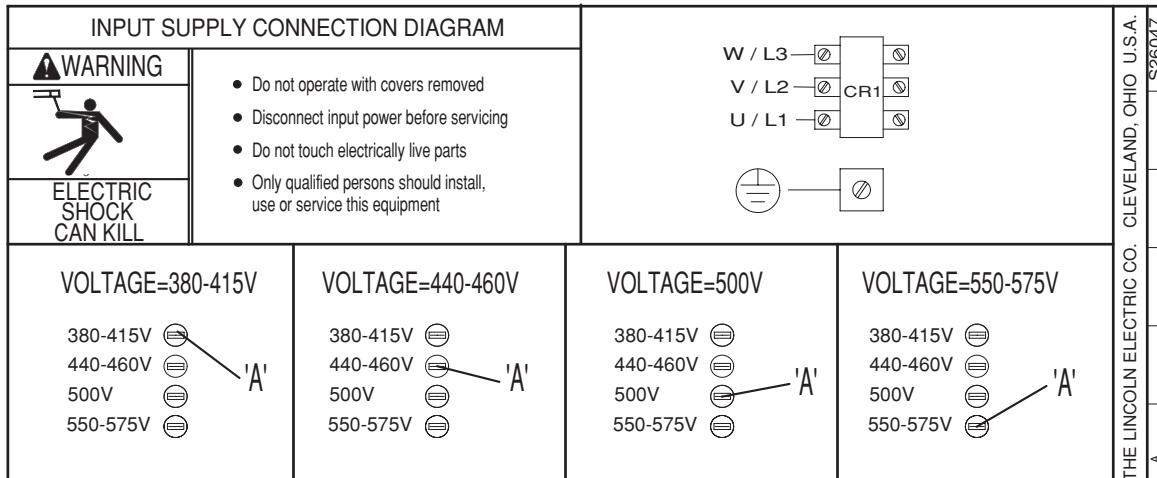 INPUT SUPPLY CONNECTION DIAGRAM
WARNING
ELECTRIC
SHOCK
CAN KILL
Do not operate with covers removed
Disconnect input power before servicing
Do not touch electrically live parts
Only qualified persons should install,
use or service this equipment
W / L3
V / L2
U / L1
CR1
VOLTAGE=380-415V
380-415V
440-460V
500V
550-575V
'A'
VOLTAGE=440-460V
380-415V
440-460V
500V
550-575V
'A'
VOLTAGE=500V
380-415V
440-460V
500V
550-575V
'A'
VOLTAGE=550-575V
380-415V
440-460V
500V
550-575V
'A'
THE LINCOLN ELECTRIC CO. CLEVELAND, OHIO U.S.A.
S26047
A